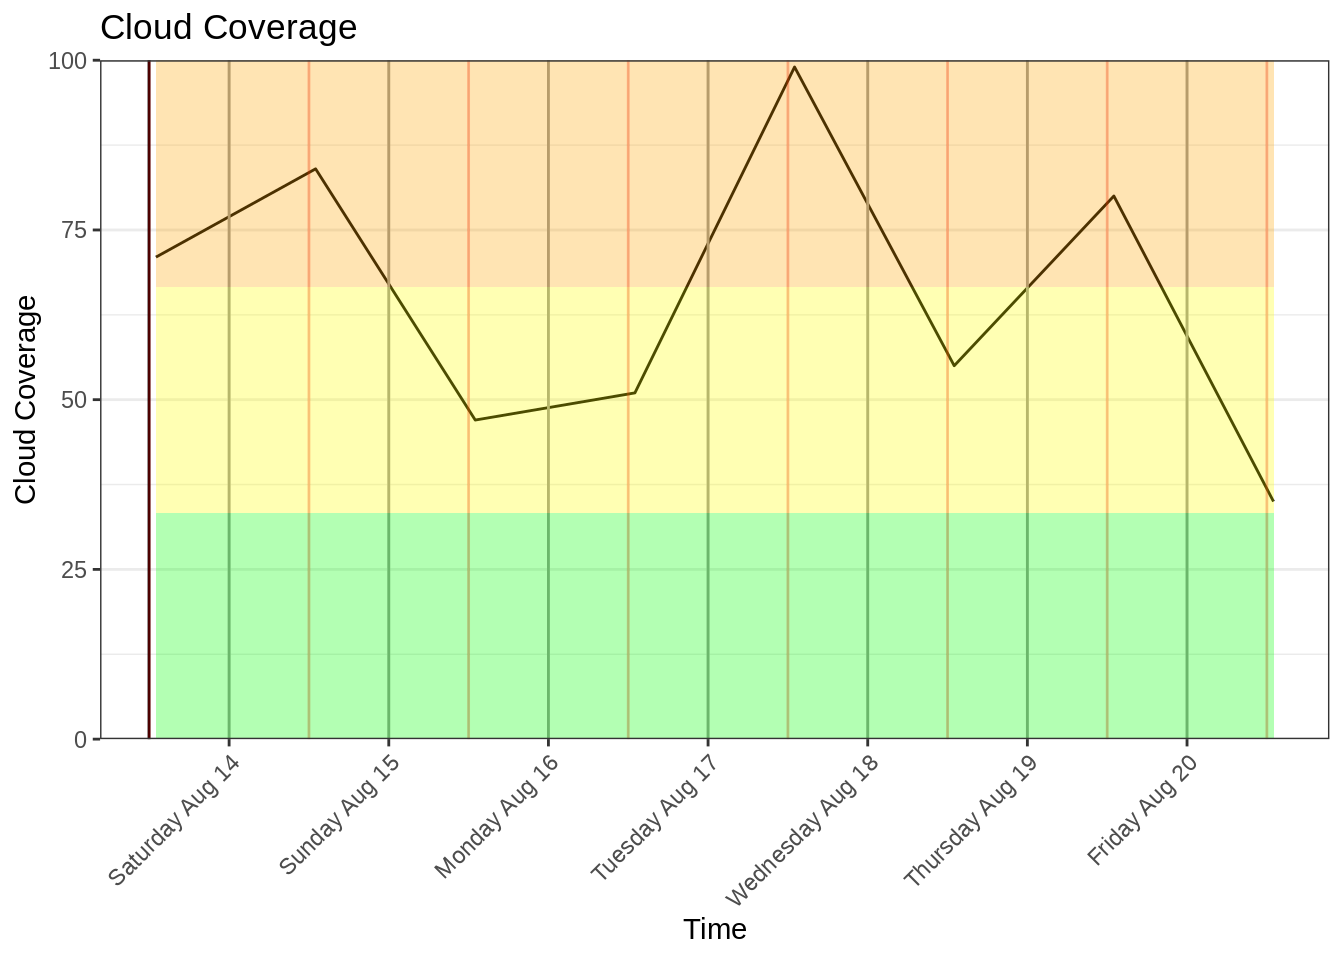 Cloud Coverage
100
75
50
25
0
Cloud Coverage
Saturday Aug 14
Sunday Aug 15
Monday Aug 16
Tuesday Aug 17
Wednesday Aug 18
Thursday Aug 19
Friday Aug 20
Time